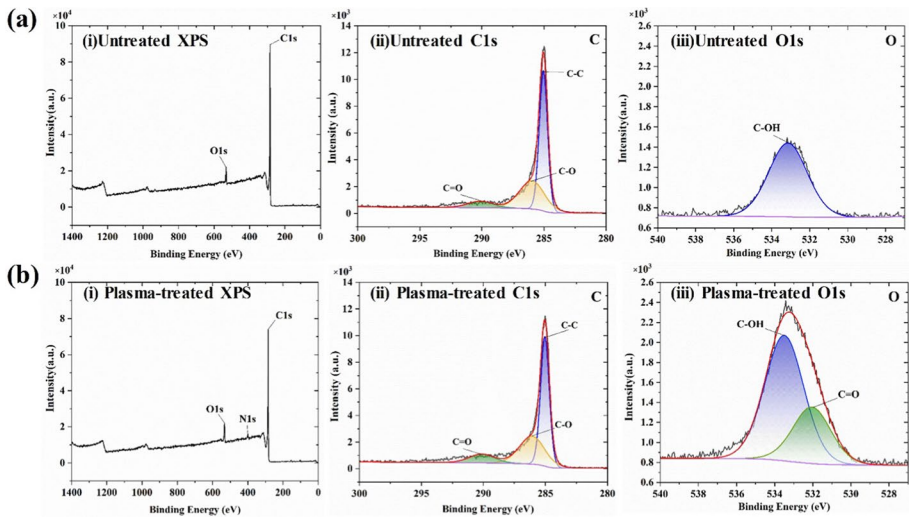 (a)
(i)Untreated XPS
×10⁴
Intensity(a.u.)
10
8
6
4
2
0
C1s
O1s
1400 1200 1000 800 600 400 200 0
Binding Energy (eV)
(ii)Untreated C1s
C
×10³
Intensity(a.u.)
14
12
10
8
6
4
2
0
C-C
C-O
C=O
300 295 290 285 280
Binding Energy (eV)
(iii)Untreated O1s
O
×10³
Intensity(a.u.)
2.6
2.4
2.2
2.0
1.8
1.6
1.4
1.2
1.0
0.8
0.6
C-OH
540 538 536 534 532 530 528
Binding Energy (eV)
(b)
(i) Plasma-treated XPS
×10⁴
Intensity(a.u.)
10
8
6
4
2
0
C1s
O1s
N1s
1400 1200 1000 800 600 400 200 0
Binding Energy (eV)
(ii) Plasma-treated C1s
C
×10³
Intensity(a.u.)
14
12
10
8
6
4
2
0
C-C
C-O
C=O
300 295 290 285 280
Binding Energy (eV)
(iii) Plasma-treated O1s
O
×10³
Intensity(a.u.)
2.6
2.4
2.2
2.0
1.8
1.6
1.4
1.2
1.0
0.8
C-OH
C=O
540 538 536 534 532 530 528
Binding Energy (eV)